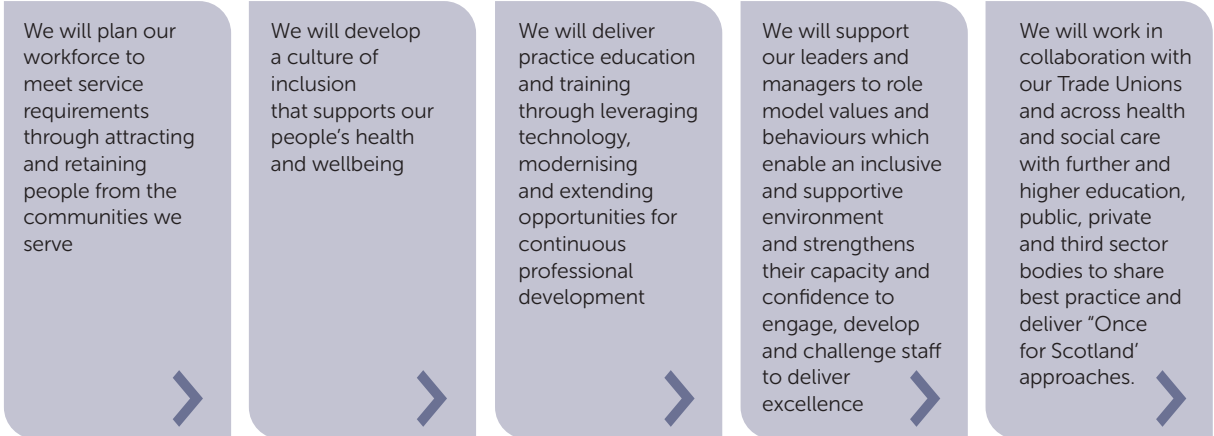 We will plan our
workforce to
meet service
requirements
through attracting
and retaining
people from the
communities we
serve
We will develop
a culture of
inclusion
that supports our
people’s health
and wellbeing
We will deliver
practice education
and training
through leveraging
technology,
modernising
and extending
opportunities for
continuous
professional
development
We will support
our leaders and
managers to role
model values and
behaviours which
enable an inclusive
and supportive
environment
and strengthens
their capacity and
confidence to
engage, develop
and challenge staff
to deliver
excellence
We will work in
collaboration with
our Trade Unions
and across health
and social care
with further and
higher education,
public, private
and third sector
bodies to share
best practice and
deliver “Once
for Scotland’
approaches.